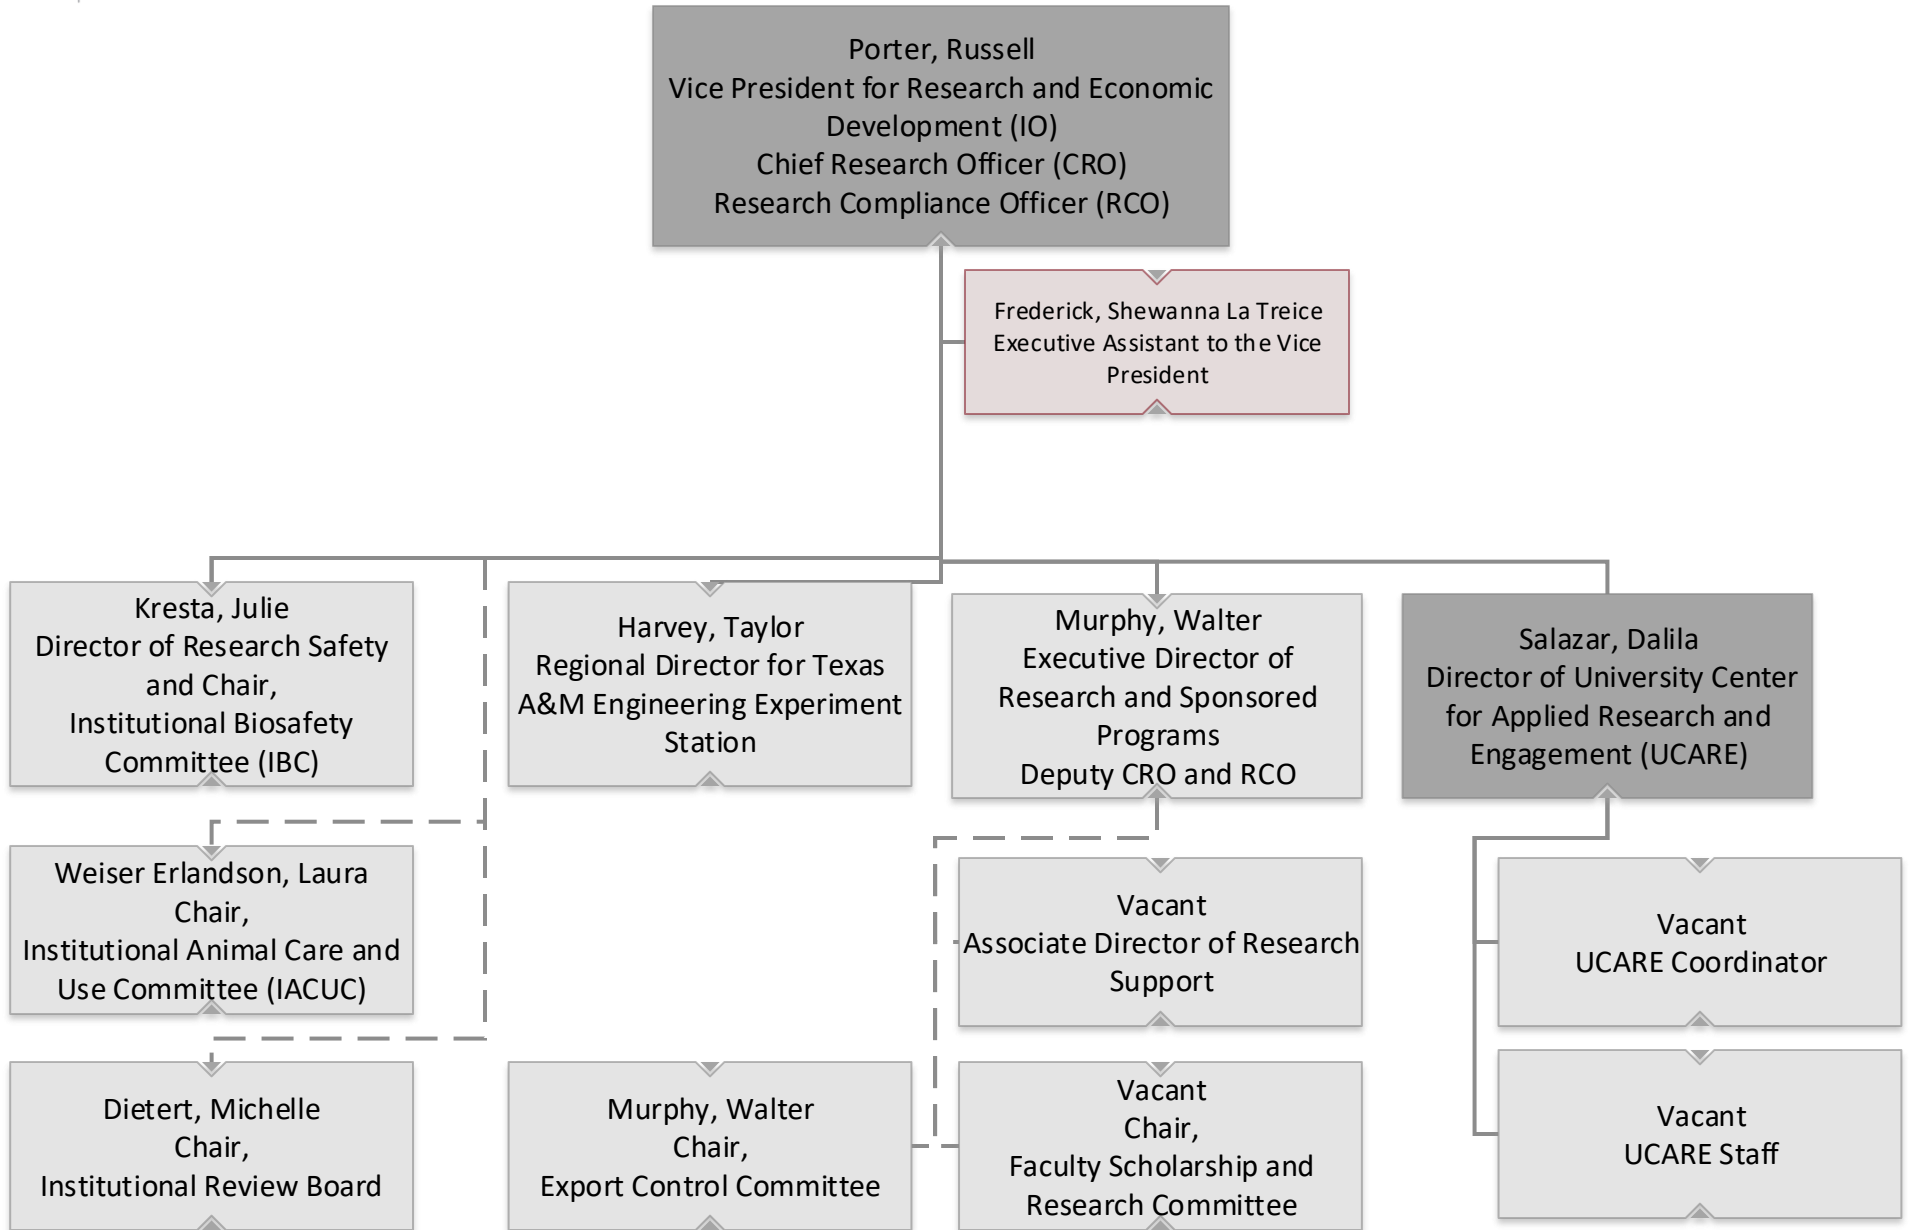 Porter, Russell
Vice President for Research and Economic
Development (IO)
Chief Research Officer (CRO)
Research Compliance Officer (RCO)
Frederick, Shewanna La Treice
Executive Assistant to the Vice
President
Kresta, Julie
Director of Research Safety
and Chair,
Institutional Biosafety
Committee (IBC)
Harvey, Taylor
Regional Director for Texas
A&M Engineering Experiment
Station
Murphy, Walter
Executive Director of
Research and Sponsored
Programs
Deputy CRO and RCO
Salazar, Dalila
Director of University Center
for Applied Research and
Engagement (UCARE)
Weiser Erlandson, Laura
Chair,
Institutional Animal Care and
Use Committee (IACUC)
Vacant
Associate Director of Research
Support
Vacant
UCARE Coordinator
Dietert, Michelle
Chair,
Institutional Review Board
Murphy, Walter
Chair,
Export Control Committee
Vacant
Chair,
Faculty Scholarship and
Research Committee
Vacant
UCARE Staff